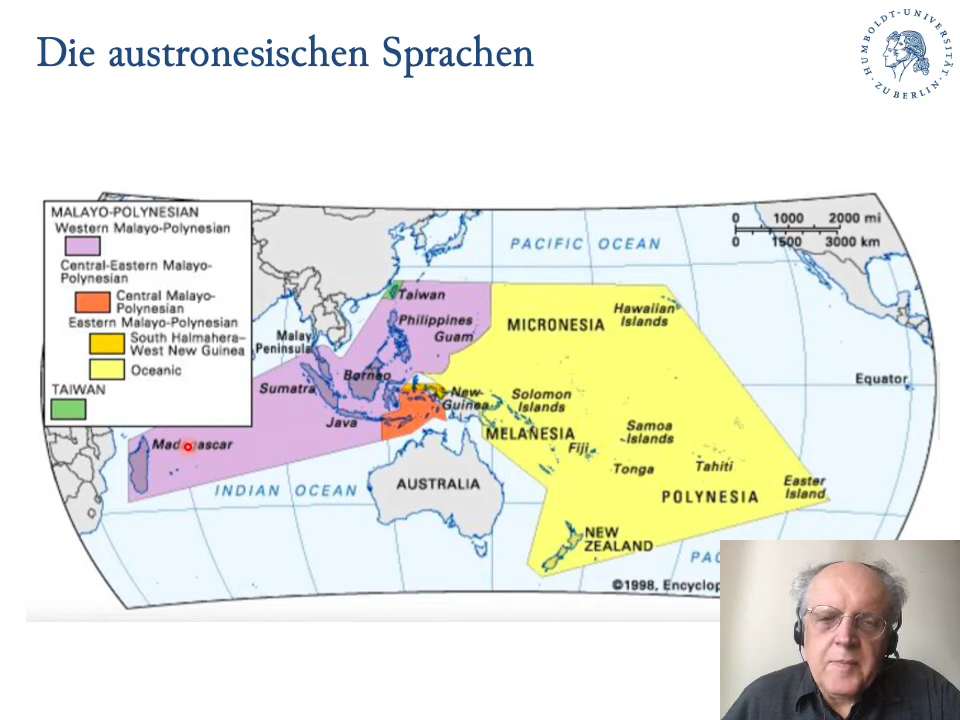 Die austronesischen Sprachen
HUMBOLDT-UNIVERSITÄT
ZU BERLIN
MALAYO-POLYNESIAN
Western Malayo-Polynesian
Central-Eastern Malayo-
Polynesian
Central Malayo-
Polynesian
Eastern Malayo-Polynesian
South Halmahera–
West New Guinea
Oceanic
TAIWAN
0 1000 2000 mi
0 1500 3000 km
PACIFIC OCEAN
Taiwan
Philippines
Guam
MICRONESIA
Hawaiian
Islands
Malay
Peninsula
Sumatra
Borneo
Java
New
Guinea
Solomon
Islands
MELANESIA
Fiji
Samoa
Islands
Tonga
Tahiti
POLYNESIA
Easter
Island
Equator
Madagascar
INDIAN OCEAN
AUSTRALIA
NEW
ZEALAND
PAC
©1998, Encyclop